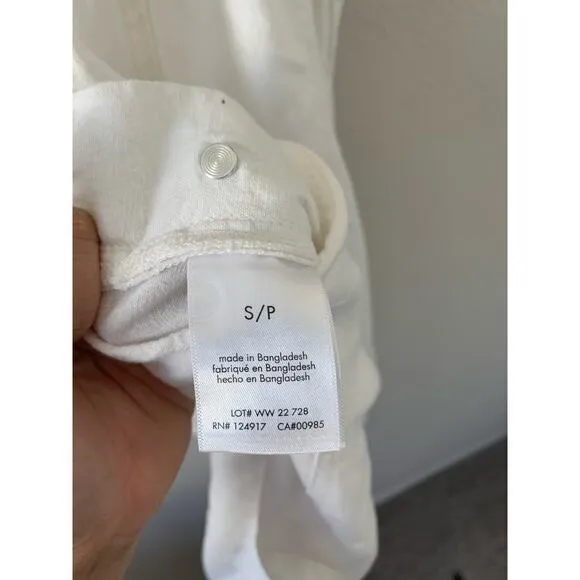 S/P
made in Bangladesh
fabriqué en Bangladesh
hecho en Bangladesh
LOT# WW 22 728
RN# 124917 CA#00985